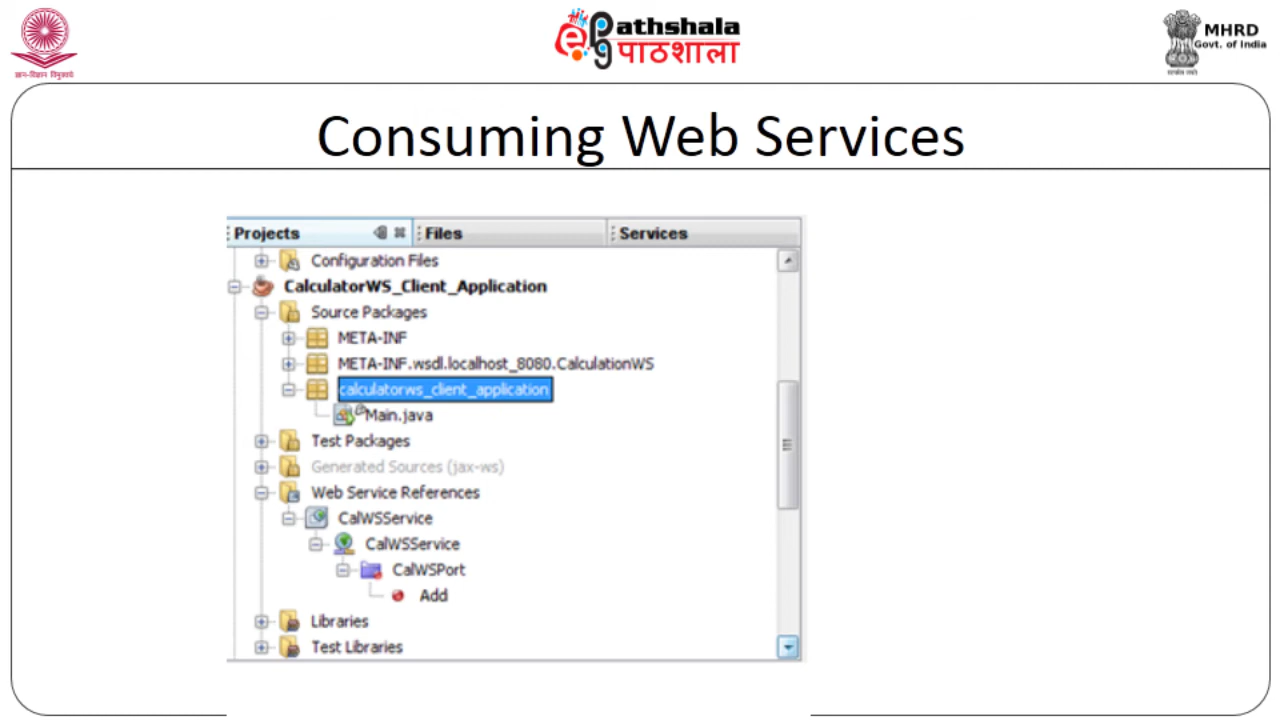 ज्ञान-विज्ञान विमुक्तये
Pathshala
पाठशाला
MHRD
Govt. of India
Consuming Web Services
Projects
Files
Services
Configuration Files
CalculatorWS_Client_Application
Source Packages
META-INF
META-INF.wsdl.localhost_8080.CalculationWS
calculatorws_client_application
Main.java
Test Packages
Generated Sources (jax-ws)
Web Service References
CalWSService
CalWSService
CalWSPort
Add
Libraries
Test Libraries